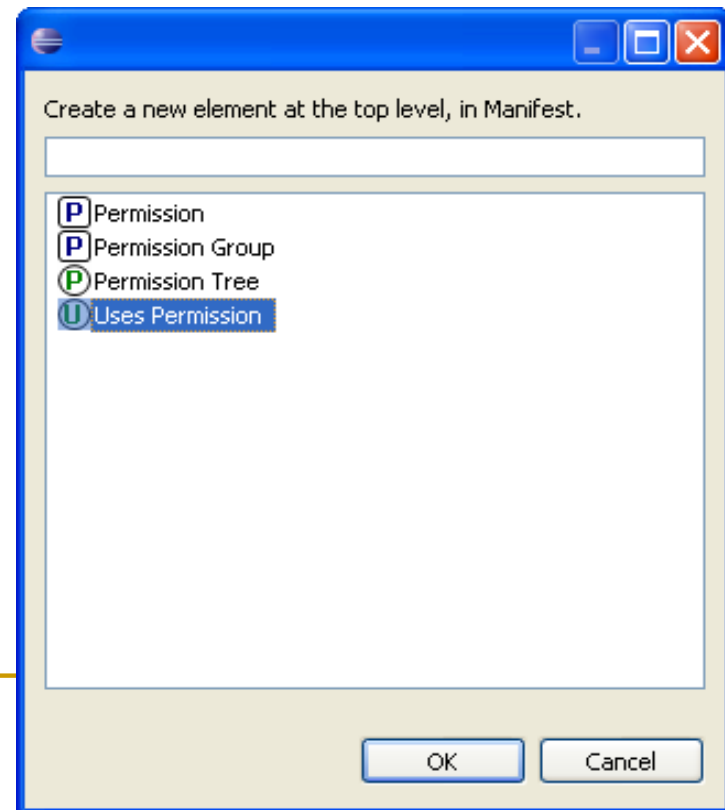 Create a new element at the top level, in Manifest.
P Permission
P Permission Group
P Permission Tree
U Uses Permission
OK Cancel